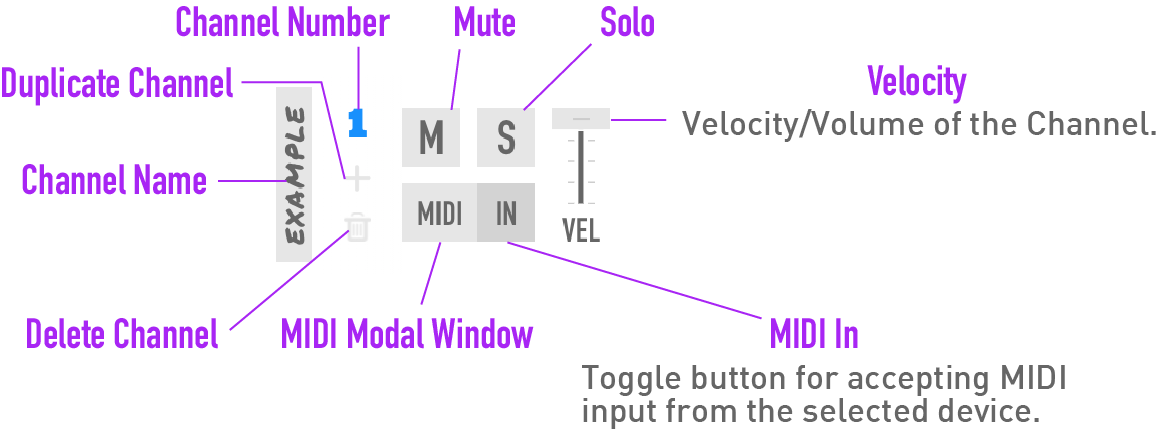 Channel Number
Mute
Solo
Duplicate Channel
Velocity
Velocity/Volume of the Channel.
EXAMPLE
1
M
S
Channel Name
MIDI
IN
VEL
Delete Channel
MIDI Modal Window
MIDI In
Toggle button for accepting MIDI
input from the selected device.